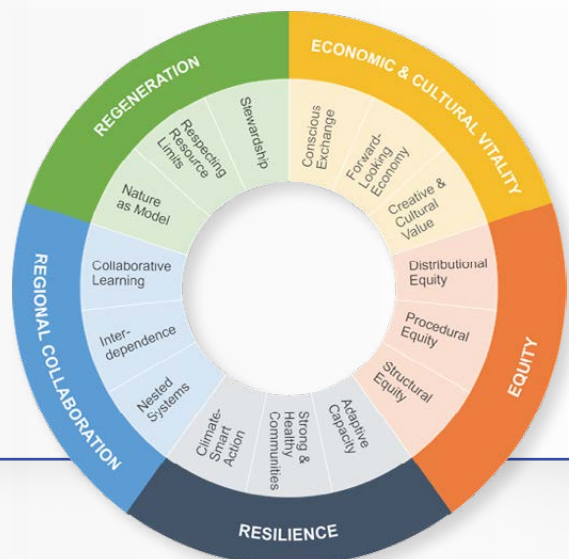 REGENERATION
Stewardship
Respecting
Resource
Limits
Nature
as Model
ECONOMIC & CULTURAL VITALITY
Conscious
Exchange
Forward-
Looking
Economy
Creative &
Cultural
Value
EQUITY
Distributional
Equity
Procedural
Equity
Structural
Equity
RESILIENCE
Adaptive
Capacity
Strong &
Healthy
Communities
Climate-
Smart
Action
REGIONAL COLLABORATION
Nested
Systems
Inter-
dependence
Collaborative
Learning